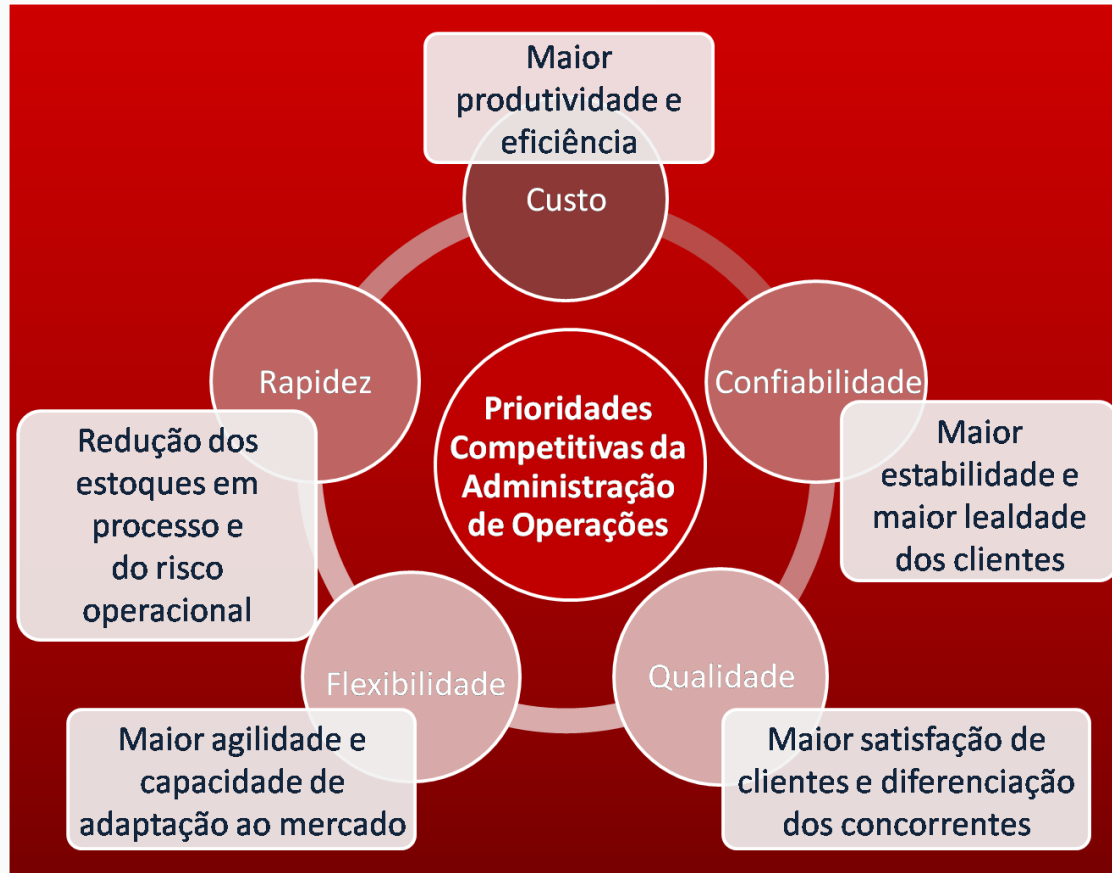 Maior
produtividade e
eficiência
Custo
Rapidez
Confiabilidade
Prioridades
Competitivas da
Administração
de Operações
Redução dos
estoques em
processo e
do risco
operacional
Maior
estabilidade e
maior lealdade
dos clientes
Flexibilidade
Qualidade
Maior agilidade e
capacidade de
adaptação ao mercado
Maior satisfação de
clientes e diferenciação
dos concorrentes